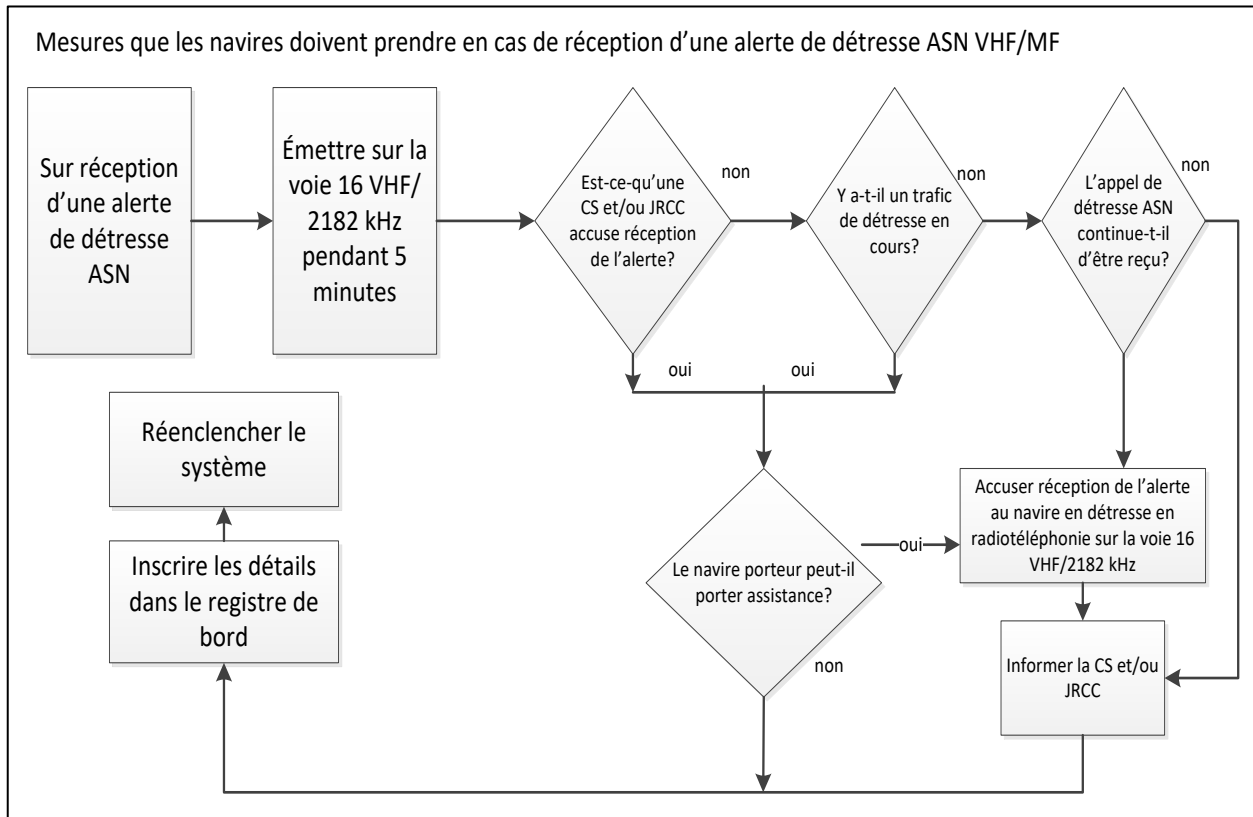 Mesures que les navires doivent prendre en cas de réception d'une alerte de détresse ASN VHF/MF
Sur réception
d'une alerte
de détresse
ASN
Émettre sur la
voie 16 VHF/
2182 kHz
pendant 5
minutes
Est-ce-qu'une
CS et/ou JRCC
accuse réception
de l'alerte?
non
Y a-t-il un trafic
de détresse en
cours?
non
L'appel de
détresse ASN
continue-t-il
d'être reçu?
non
oui
oui
Réenclencher le
système
Inscrire les détails
dans le registre de
bord
Le navire porteur peut-il
porter assistance?
oui
non
Accuser réception de l'alerte
au navire en détresse en
radiotéléphonie sur la voie 16
VHF/2182 kHz
Informer la CS et/ou
JRCC